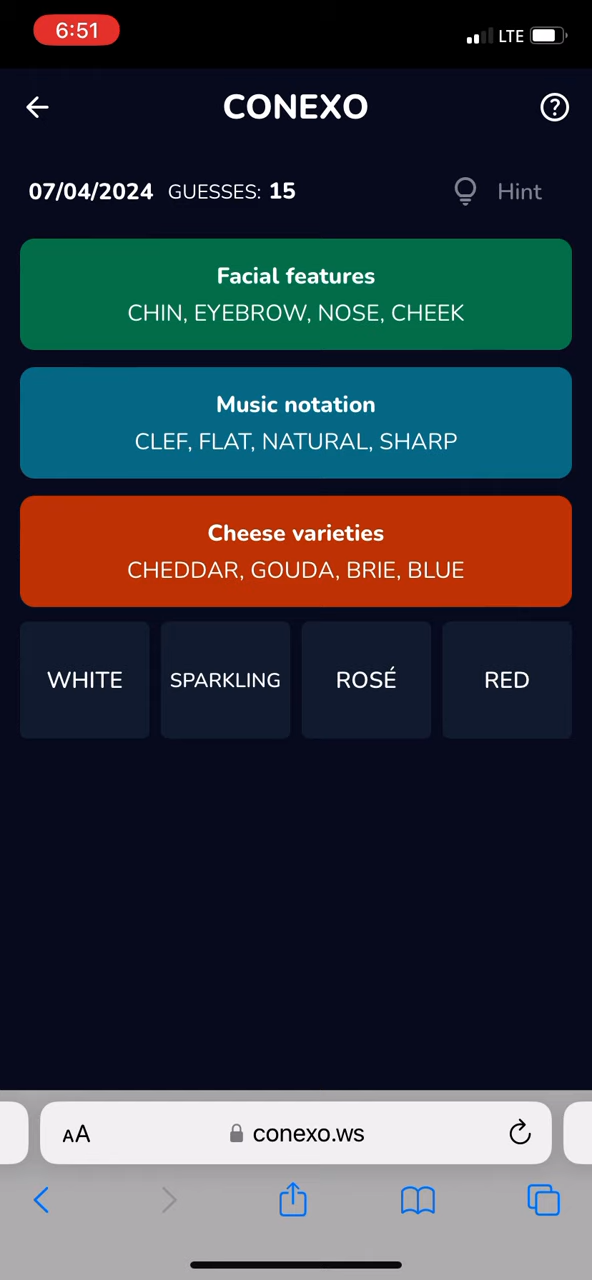 6:51
LTE
CONEXO
07/04/2024 GUESSES: 15 Hint
Facial features
CHIN, EYEBROW, NOSE, CHEEK
Music notation
CLEF, FLAT, NATURAL, SHARP
Cheese varieties
CHEDDAR, GOUDA, BRIE, BLUE
WHITE SPARKLING ROSÉ RED
AA conexo.ws